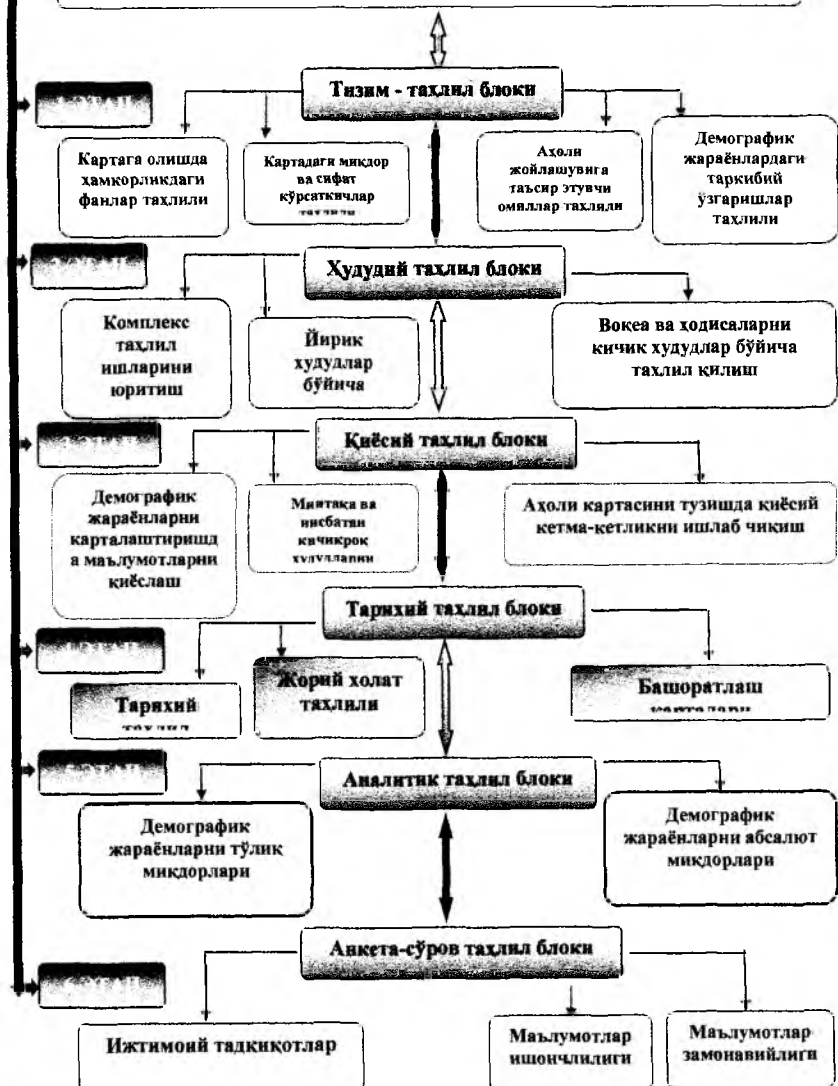 Тизим - таҳлил блоки
Картага олишда
ҳамкорликдаги
фанлар таҳлили
Картадаги миқдор
ва сифат
кўрсаткичлар
Аҳоли
жойлашувига
таъсир этувчи
омиллар таҳлили
Демографик
жараёнлардаги
таркибий
ўзгаришлар
таҳлили
Ҳудудий таҳлил блоки
Комплекс
таҳлил
ишларини
юритиш
Йирик
ҳудудлар
бўйича
Воқеа ва ҳодисаларни
кичик ҳудудлар бўйича
таҳлил қилиш
Қиёсий таҳлил блоки
Демографик
жараёнларни
карталаштиришд
а маълумотларни
қиёслаш
Минтақа ва
нисбатан
кичикроқ
Аҳоли картасини тузишда қиёсий
кетма-кетликни ишлаб чиқиш
Тарихий таҳлил блоки
Тарихий
Жорий ҳолат
таҳлили
Башоратлаш
карталари
Аналитик таҳлил блоки
Демографик
жараёнларни тўлиқ
миқдорлари
Демографик
жараёнларни абсалют
миқдорлари
Анкета-сўров таҳлил блоки
Ижтимоий тадқиқотлар
Маълумотлар
ишончлилиги
Маълумотлар
замонавийлиги